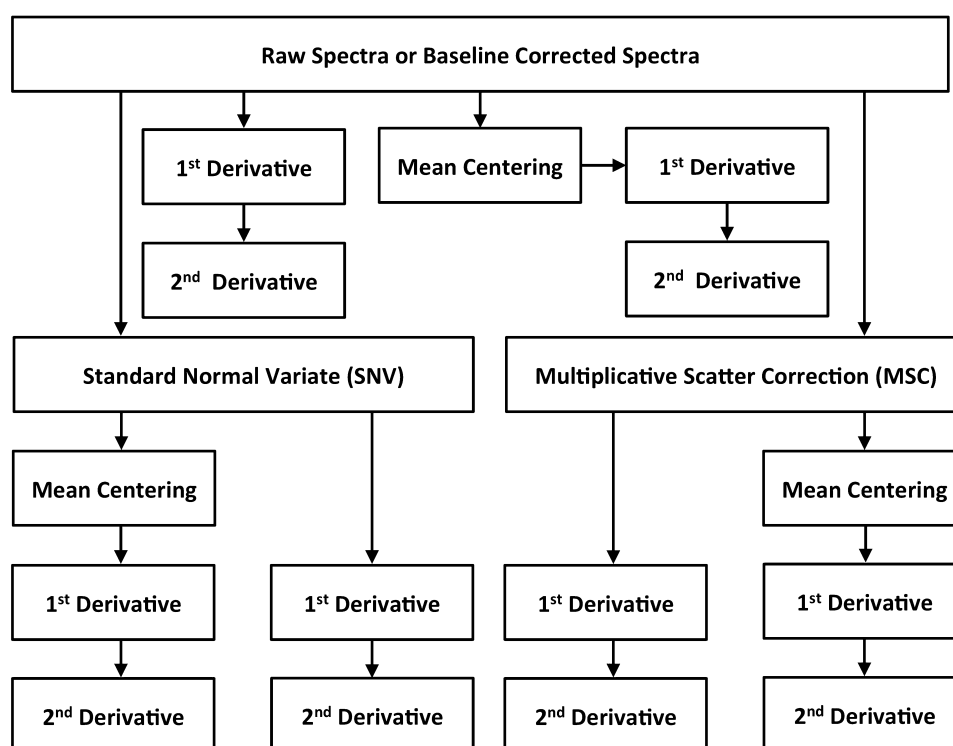 Raw Spectra or Baseline Corrected Spectra
1st Derivative
Mean Centering
1st Derivative
2nd Derivative
2nd Derivative
Standard Normal Variate (SNV)
Multiplicative Scatter Correction (MSC)
Mean Centering
Mean Centering
1st Derivative
1st Derivative
1st Derivative
1st Derivative
2nd Derivative
2nd Derivative
2nd Derivative
2nd Derivative